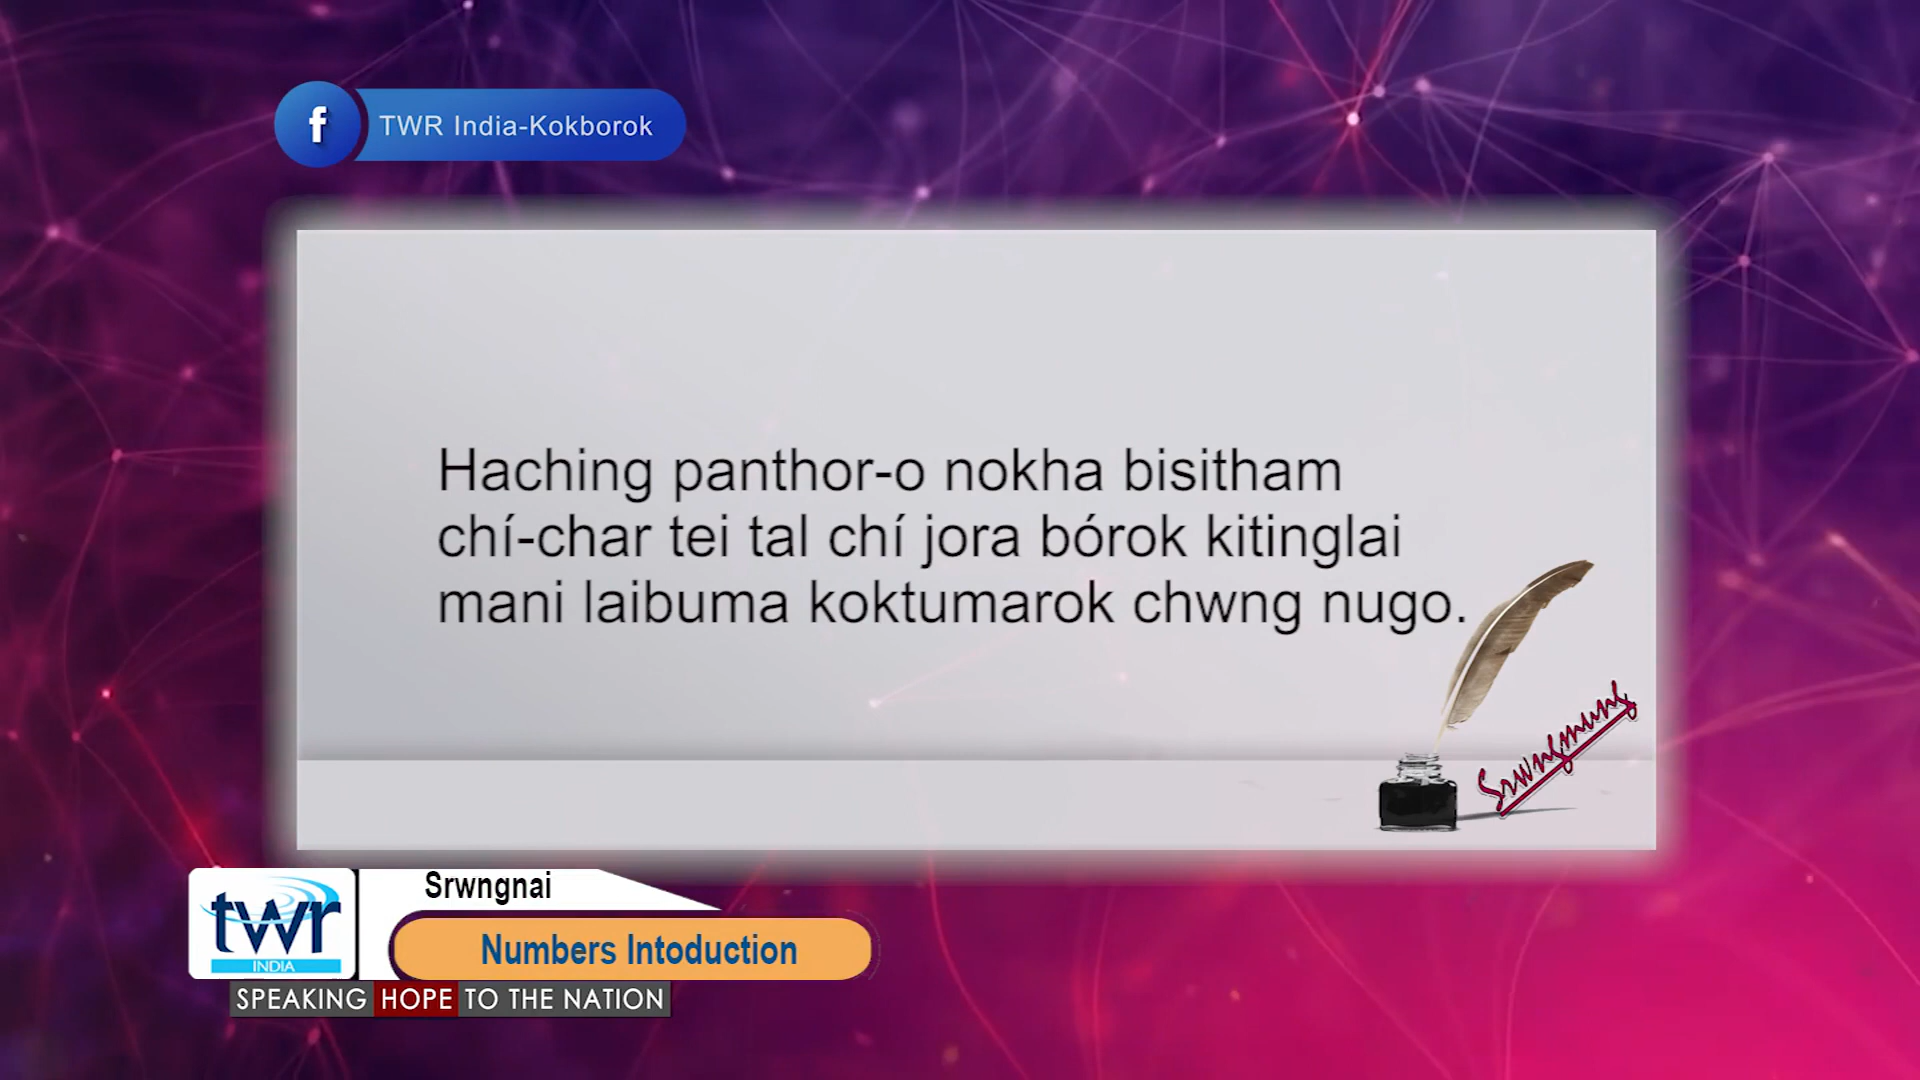 f
TWR India-Kokborok
Haching panthor-o nokha bisitham
chí-char tei tal chí jora bórok kitinglai
mani laibuma koktumarok chwng nugo.
Srwngmung
twr
INDIA
Srwngnai
Numbers Intoduction
SPEAKING HOPE TO THE NATION